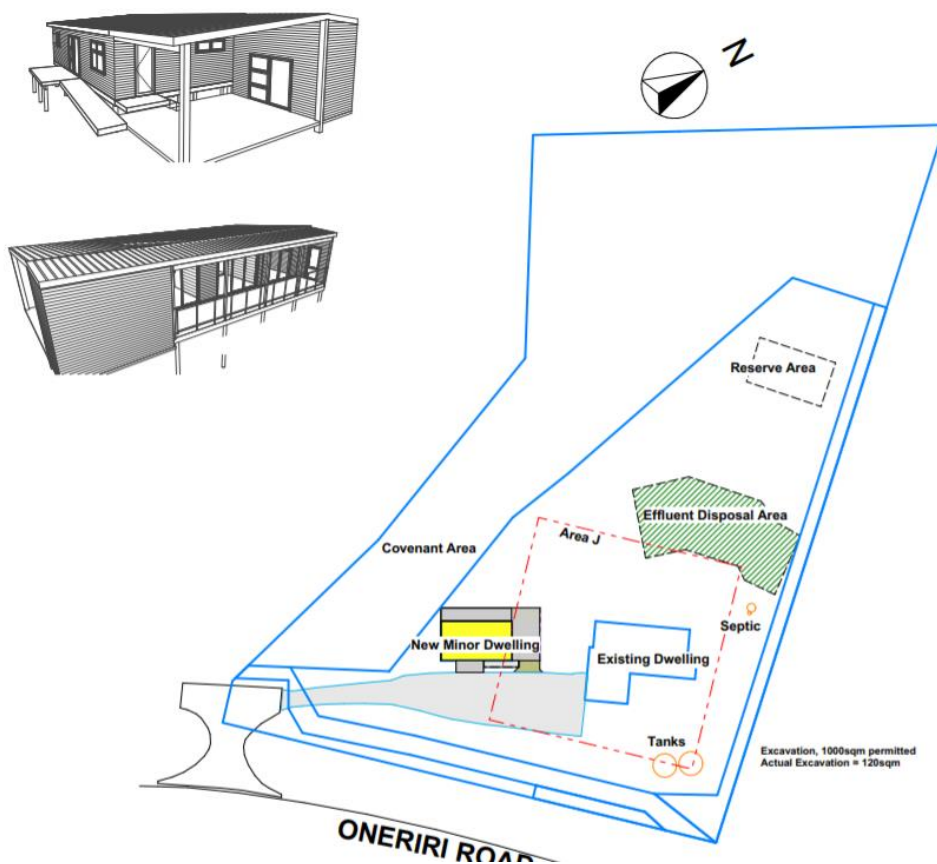 N
Reserve Area
Effluent Disposal Area
Area J
Covenant Area
Septic
New Minor Dwelling
Existing Dwelling
Tanks
Excavation, 1000sqm permitted
Actual Excavation = 120sqm
ONERIRI ROAD